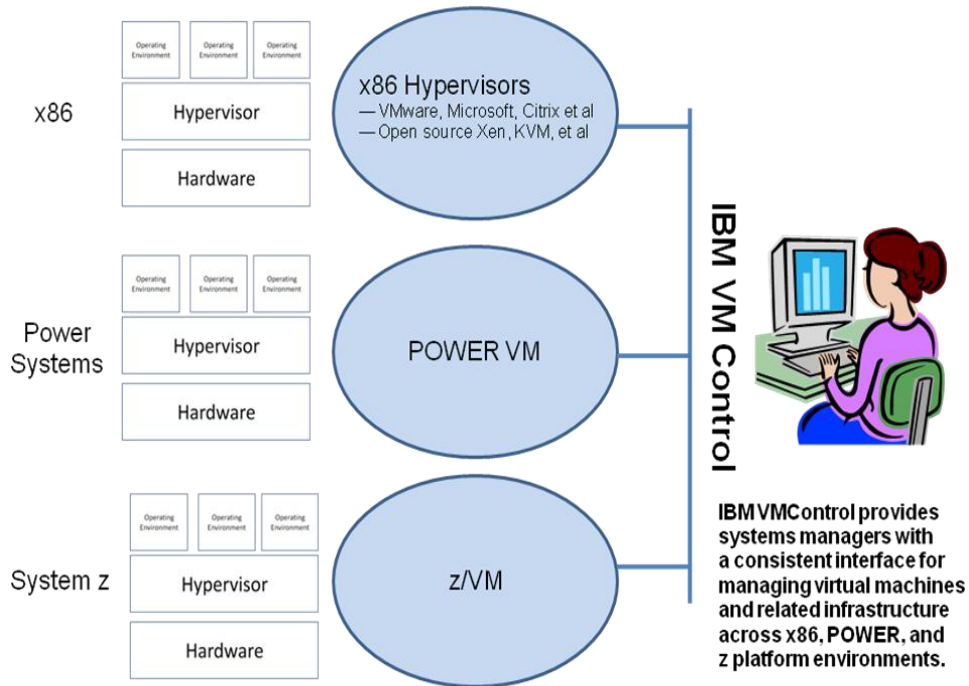 x86
Operating
Environment
Operating
Environment
Operating
Environment
Hypervisor
Hardware
x86 Hypervisors
— VMware, Microsoft, Citrix et al
— Open source Xen, KVM, et al
Power
Systems
Operating
Environment
Operating
Environment
Operating
Environment
Hypervisor
Hardware
POWER VM
System z
Operating
Environment
Operating
Environment
Operating
Environment
Hypervisor
Hardware
z/VM
IBM VM Control
IBM VMControl provides
systems managers with
a consistent interface for
managing virtual machines
and related infrastructure
across x86, POWER, and
z platform environments.